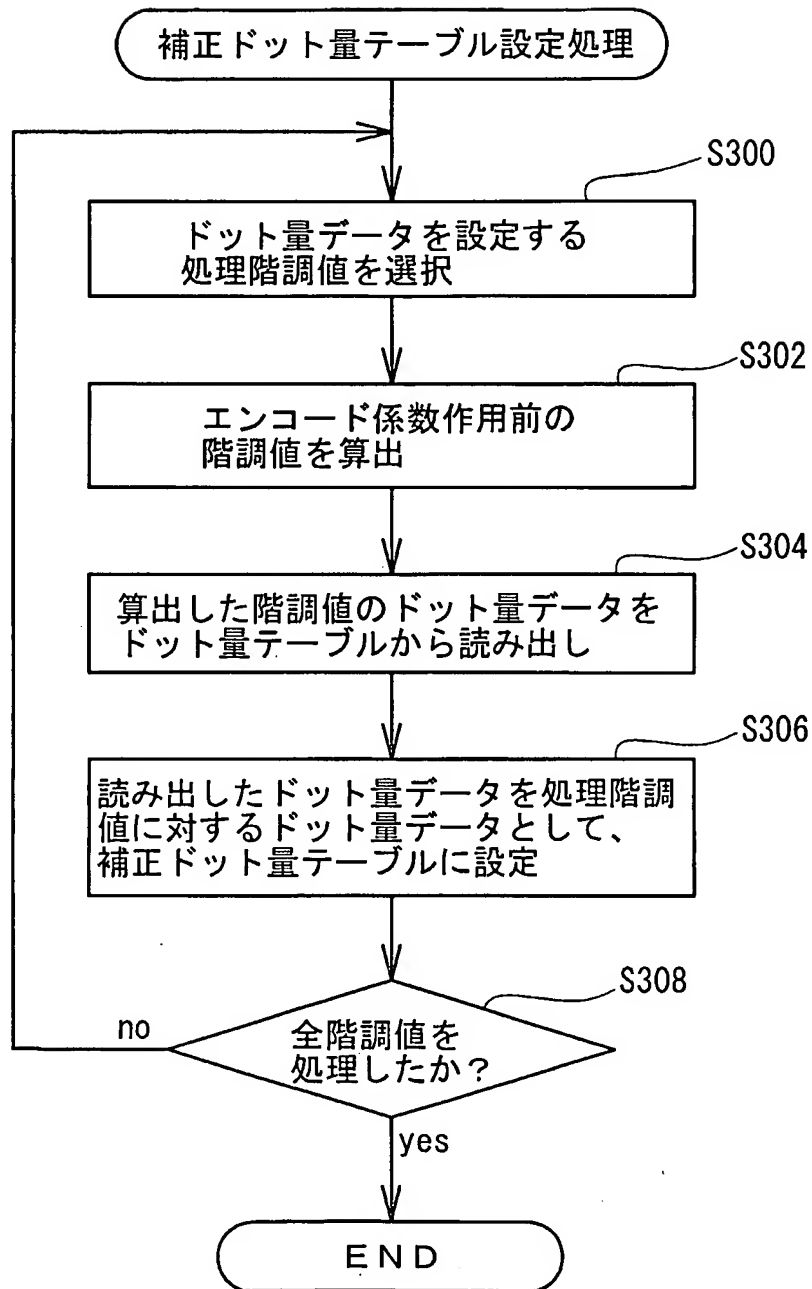 補正ドット量テーブル設定処理
S300
ドット量データを設定する
処理階調値を選択
S302
エンコード係数作用前の
階調値を算出
S304
算出した階調値のドット量データを
ドット量テーブルから読み出し
S306
読み出したドット量データを処理階調
値に対するドット量データとして、
補正ドット量テーブルに設定
S308
no
全階調値を
処理したか？
yes
END